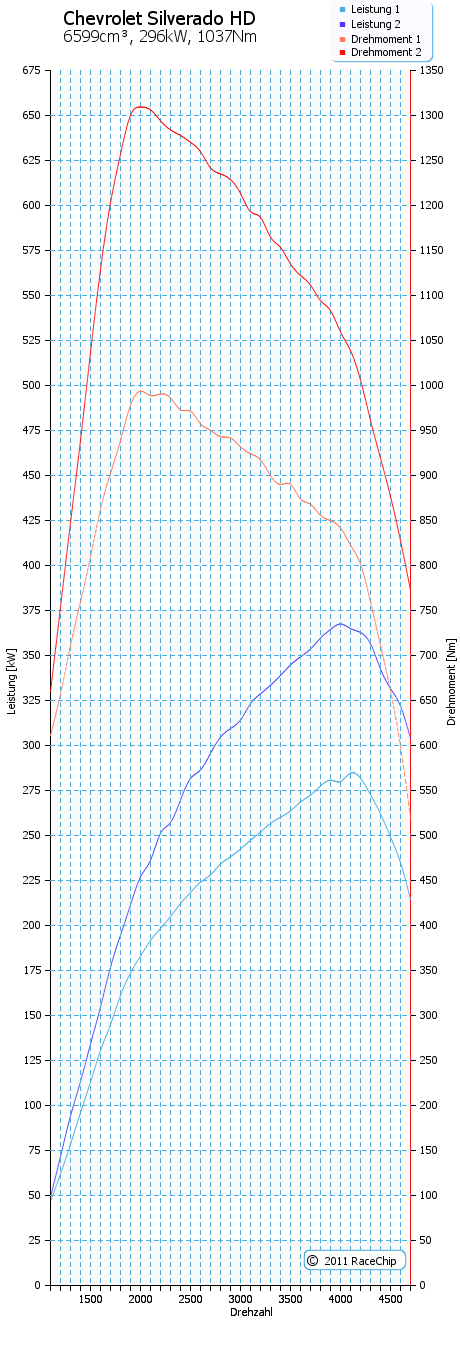 Chevrolet Silverado HD
6599cm³, 296kW, 1037Nm
Leistung 1
Leistung 2
Drehmoment 1
Drehmoment 2
675 1350
650 1300
625 1250
600 1200
575 1150
550 1100
525 1050
500 1000
475 950
450 900
425 850
400 800
375 750
350 700
325 650
300 600
275 550
250 500
225 450
200 400
175 350
150 300
125 250
100 200
75 150
50 100
25 50
0 0
Leistung [kW]
Drehmoment [Nm]
© 2011 RaceChip
1500 2000 2500 3000 3500 4000 4500
Drehzahl